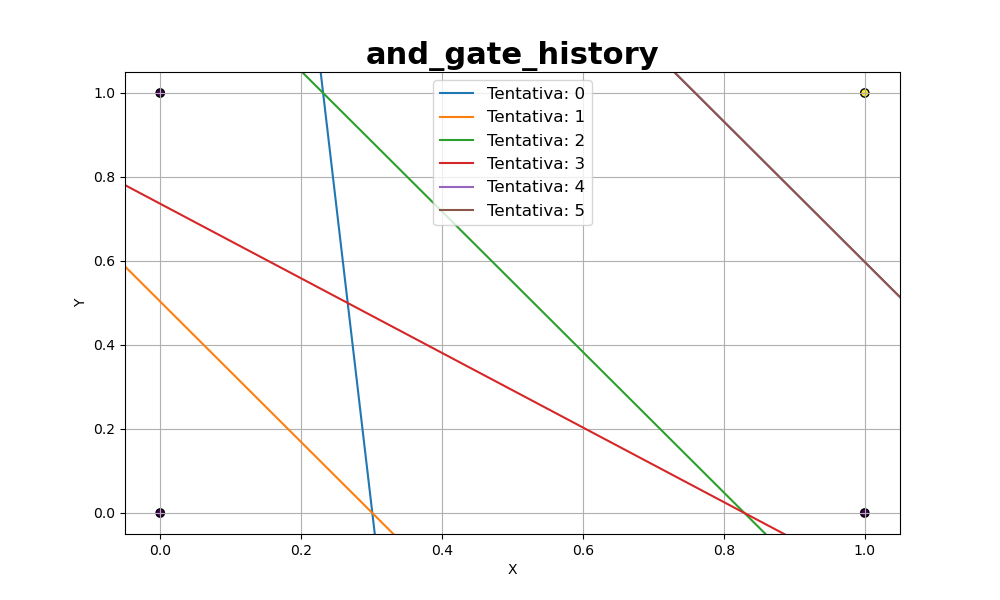 and_gate_history
Tentativa: 0
Tentativa: 1
Tentativa: 2
Tentativa: 3
Tentativa: 4
Tentativa: 5
1.0
0.8
0.6
0.4
0.2
0.0
Y
0.0 0.2 0.4 0.6 0.8 1.0
X